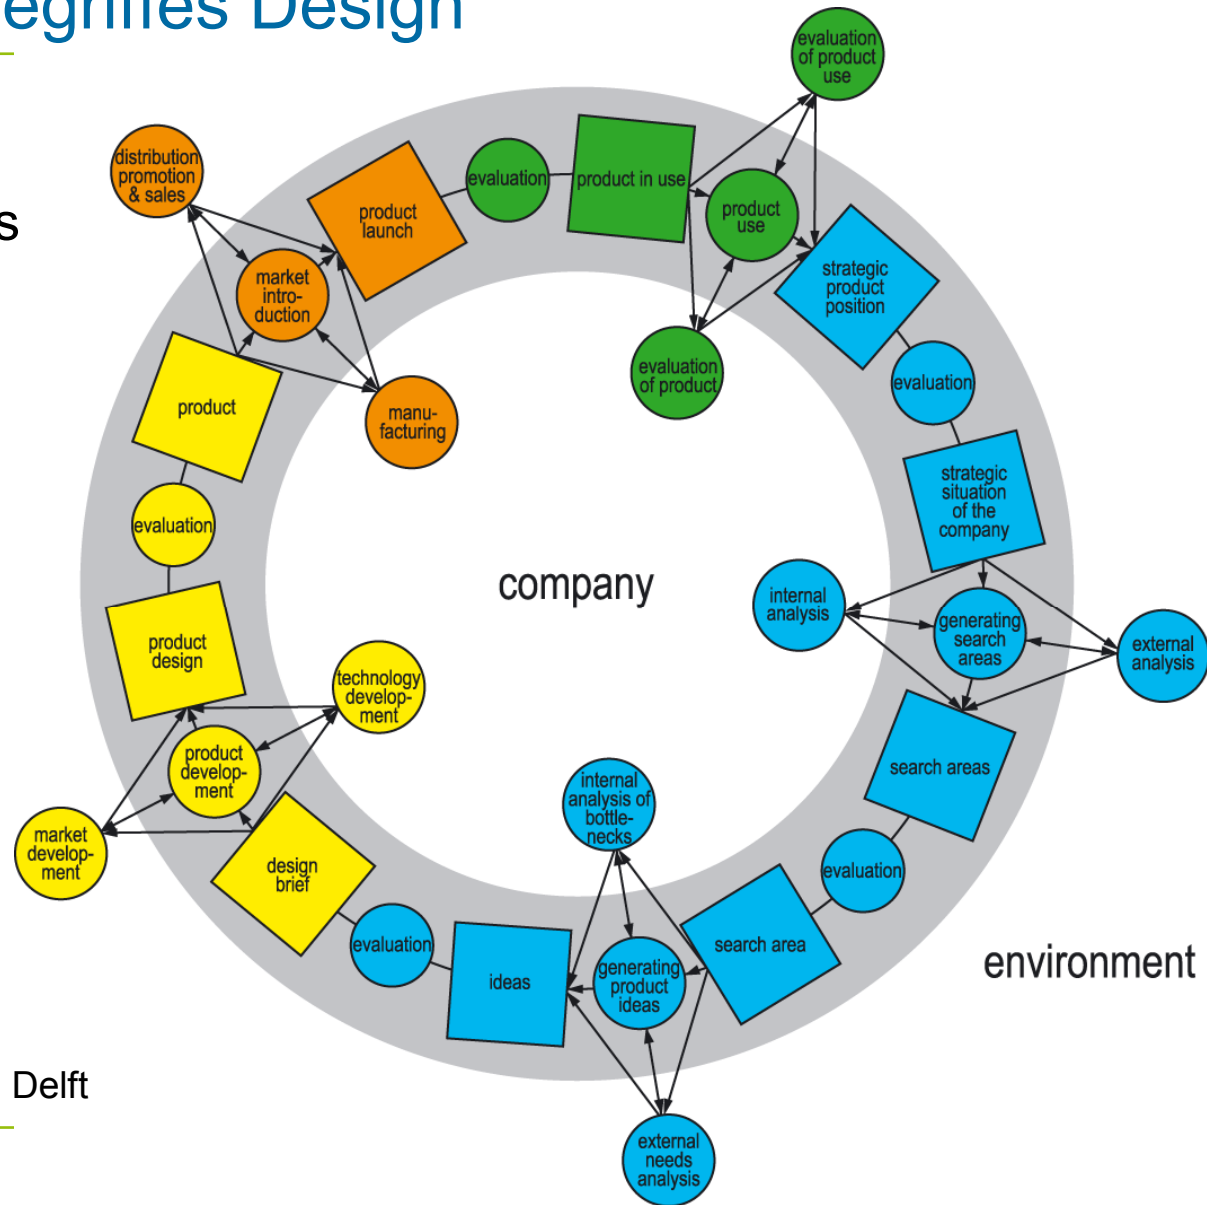 egriffes Design
s
evaluation
of product
use
distribution
promotion
& sales
product
launch
evaluation
product in use
product
use
market
intro-
duction
strategic
product
position
evaluation
of product
evaluation
product
manu-
facturing
strategic
situation
of the
company
evaluation
company
internal
analysis
generating
search
areas
external
analysis
product
design
technology
develop-
ment
product
develop-
ment
search areas
market
develop-
ment
internal
analysis of
bottle-
necks
design
brief
evaluation
evaluation
search area
ideas
generating
product
ideas
environment
Delft
external
needs
analysis